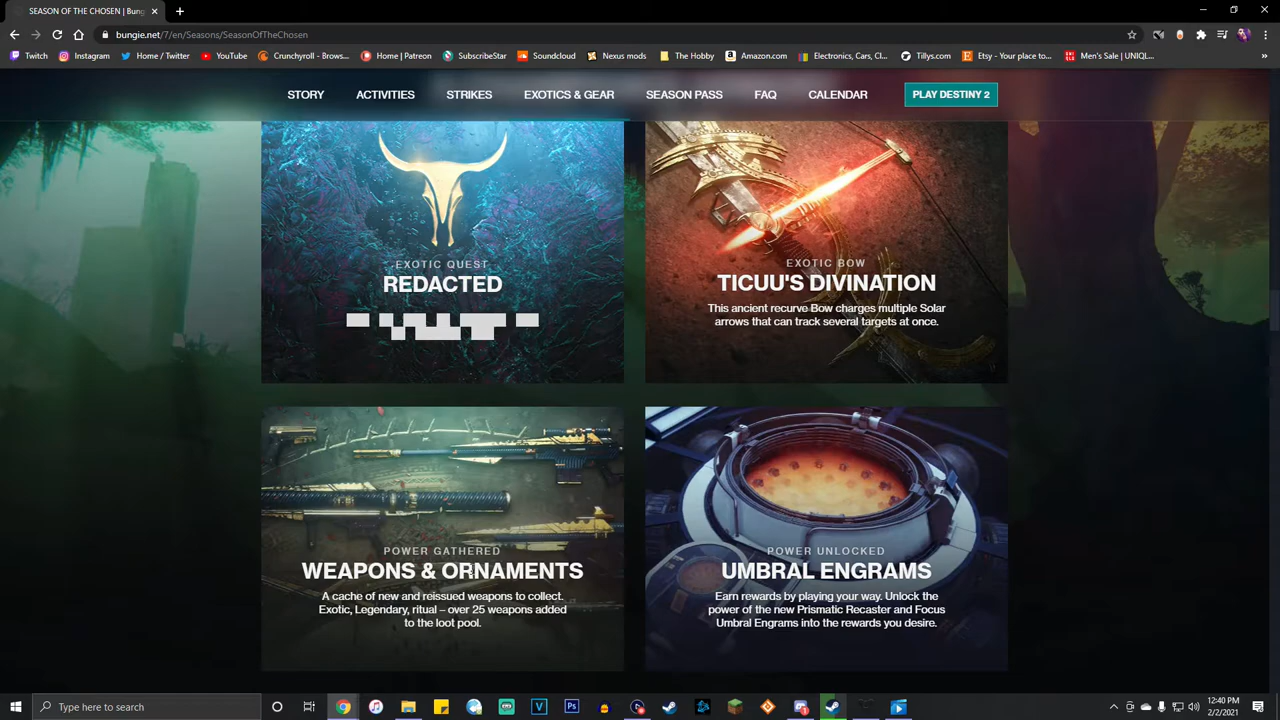 SEASON OF THE CHOSEN | Bung
bungie.net/7/en/Seasons/SeasonOfTheChosen
Twitch
Instagram
Home / Twitter
YouTube
Crunchyroll - Brows...
Home | Patreon
SubscribeStar
Soundcloud
Nexus mods
The Hobby
Amazon.com
Electronics, Cars, Cl...
Tillys.com
Etsy - Your place to...
Men's Sale | UNIQL...
STORY
ACTIVITIES
STRIKES
EXOTICS & GEAR
SEASON PASS
FAQ
CALENDAR
PLAY DESTINY 2
EXOTIC QUEST
REDACTED
EXOTIC BOW
TICUU'S DIVINATION
This ancient recurve Bow charges multiple Solar
arrows that can track several targets at once.
POWER GATHERED
WEAPONS & ORNAMENTS
A cache of new and reissued weapons to collect.
Exotic, Legendary, ritual – over 25 weapons added
to the loot pool.
POWER UNLOCKED
UMBRAL ENGRAMS
Earn rewards by playing your way. Unlock the
power of the new Prismatic Recaster and Focus
Umbral Engrams into the rewards you desire.
Type here to search
12:40 PM
2/2/2021